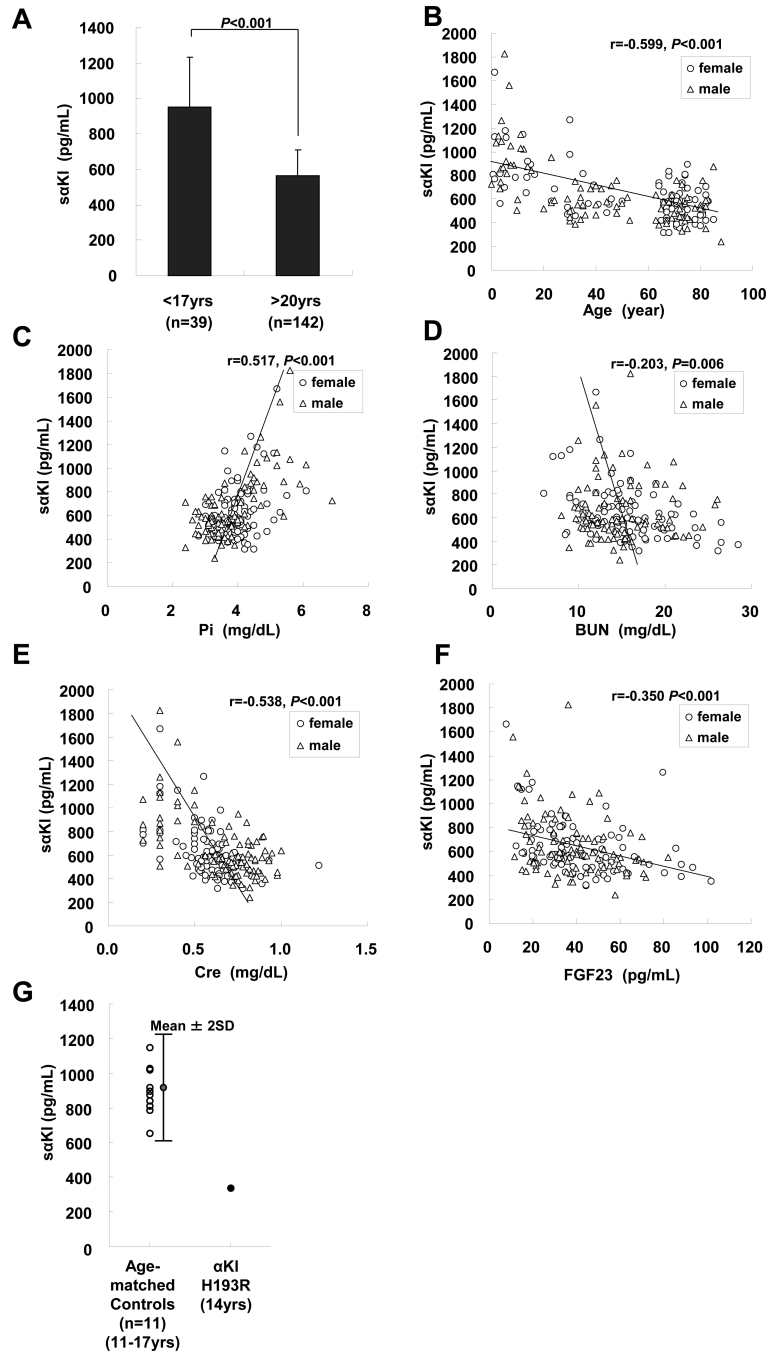 A
P<0.001
1400
1200
1000
800
600
400
200
0
sαKl (pg/mL)
<17yrs
(n=39)
>20yrs
(n=142)
B
r=-0.599, P<0.001
female
male
2000
1800
1600
1400
1200
1000
800
600
400
200
0
sαKl (pg/mL)
0 20 40 60 80 100
Age (year)
C
r=0.517, P<0.001
female
male
2000
1800
1600
1400
1200
1000
800
600
400
200
0
sαKl (pg/mL)
0 2 4 6 8
Pi (mg/dL)
D
r=-0.203, P=0.006
female
male
2000
1800
1600
1400
1200
1000
800
600
400
200
0
sαKl (pg/mL)
0 10 20 30
BUN (mg/dL)
E
r=-0.538, P<0.001
female
male
2000
1800
1600
1400
1200
1000
800
600
400
200
0
sαKl (pg/mL)
0.0 0.5 1.0 1.5
Cre (mg/dL)
F
r=-0.350 P<0.001
female
male
2000
1800
1600
1400
1200
1000
800
600
400
200
0
sαKl (pg/mL)
0 20 40 60 80 100 120
FGF23 (pg/mL)
G
Mean ± 2SD
1400
1200
1000
800
600
400
200
0
sαKl (pg/mL)
Age-
matched
Controls
(n=11)
(11-17yrs)
αKl
H193R
(14yrs)